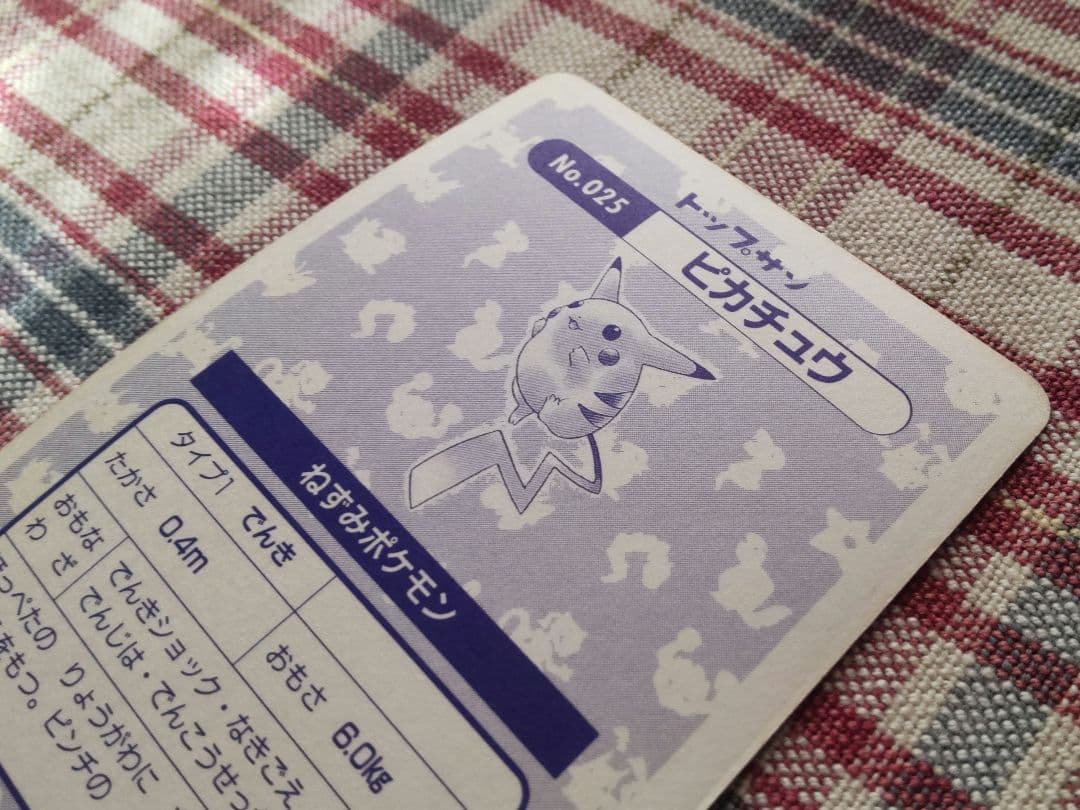 トップサン
No.025 ピカチュウ
ねずみポケモン
タイプ1 でんき
たかさ 0.4m おもさ 6.0kg
おもな わざ
でんきショック・なきごえ
でんじは・でんこうせっ
っぺたの りょうがわに
をもつ。ピンチの